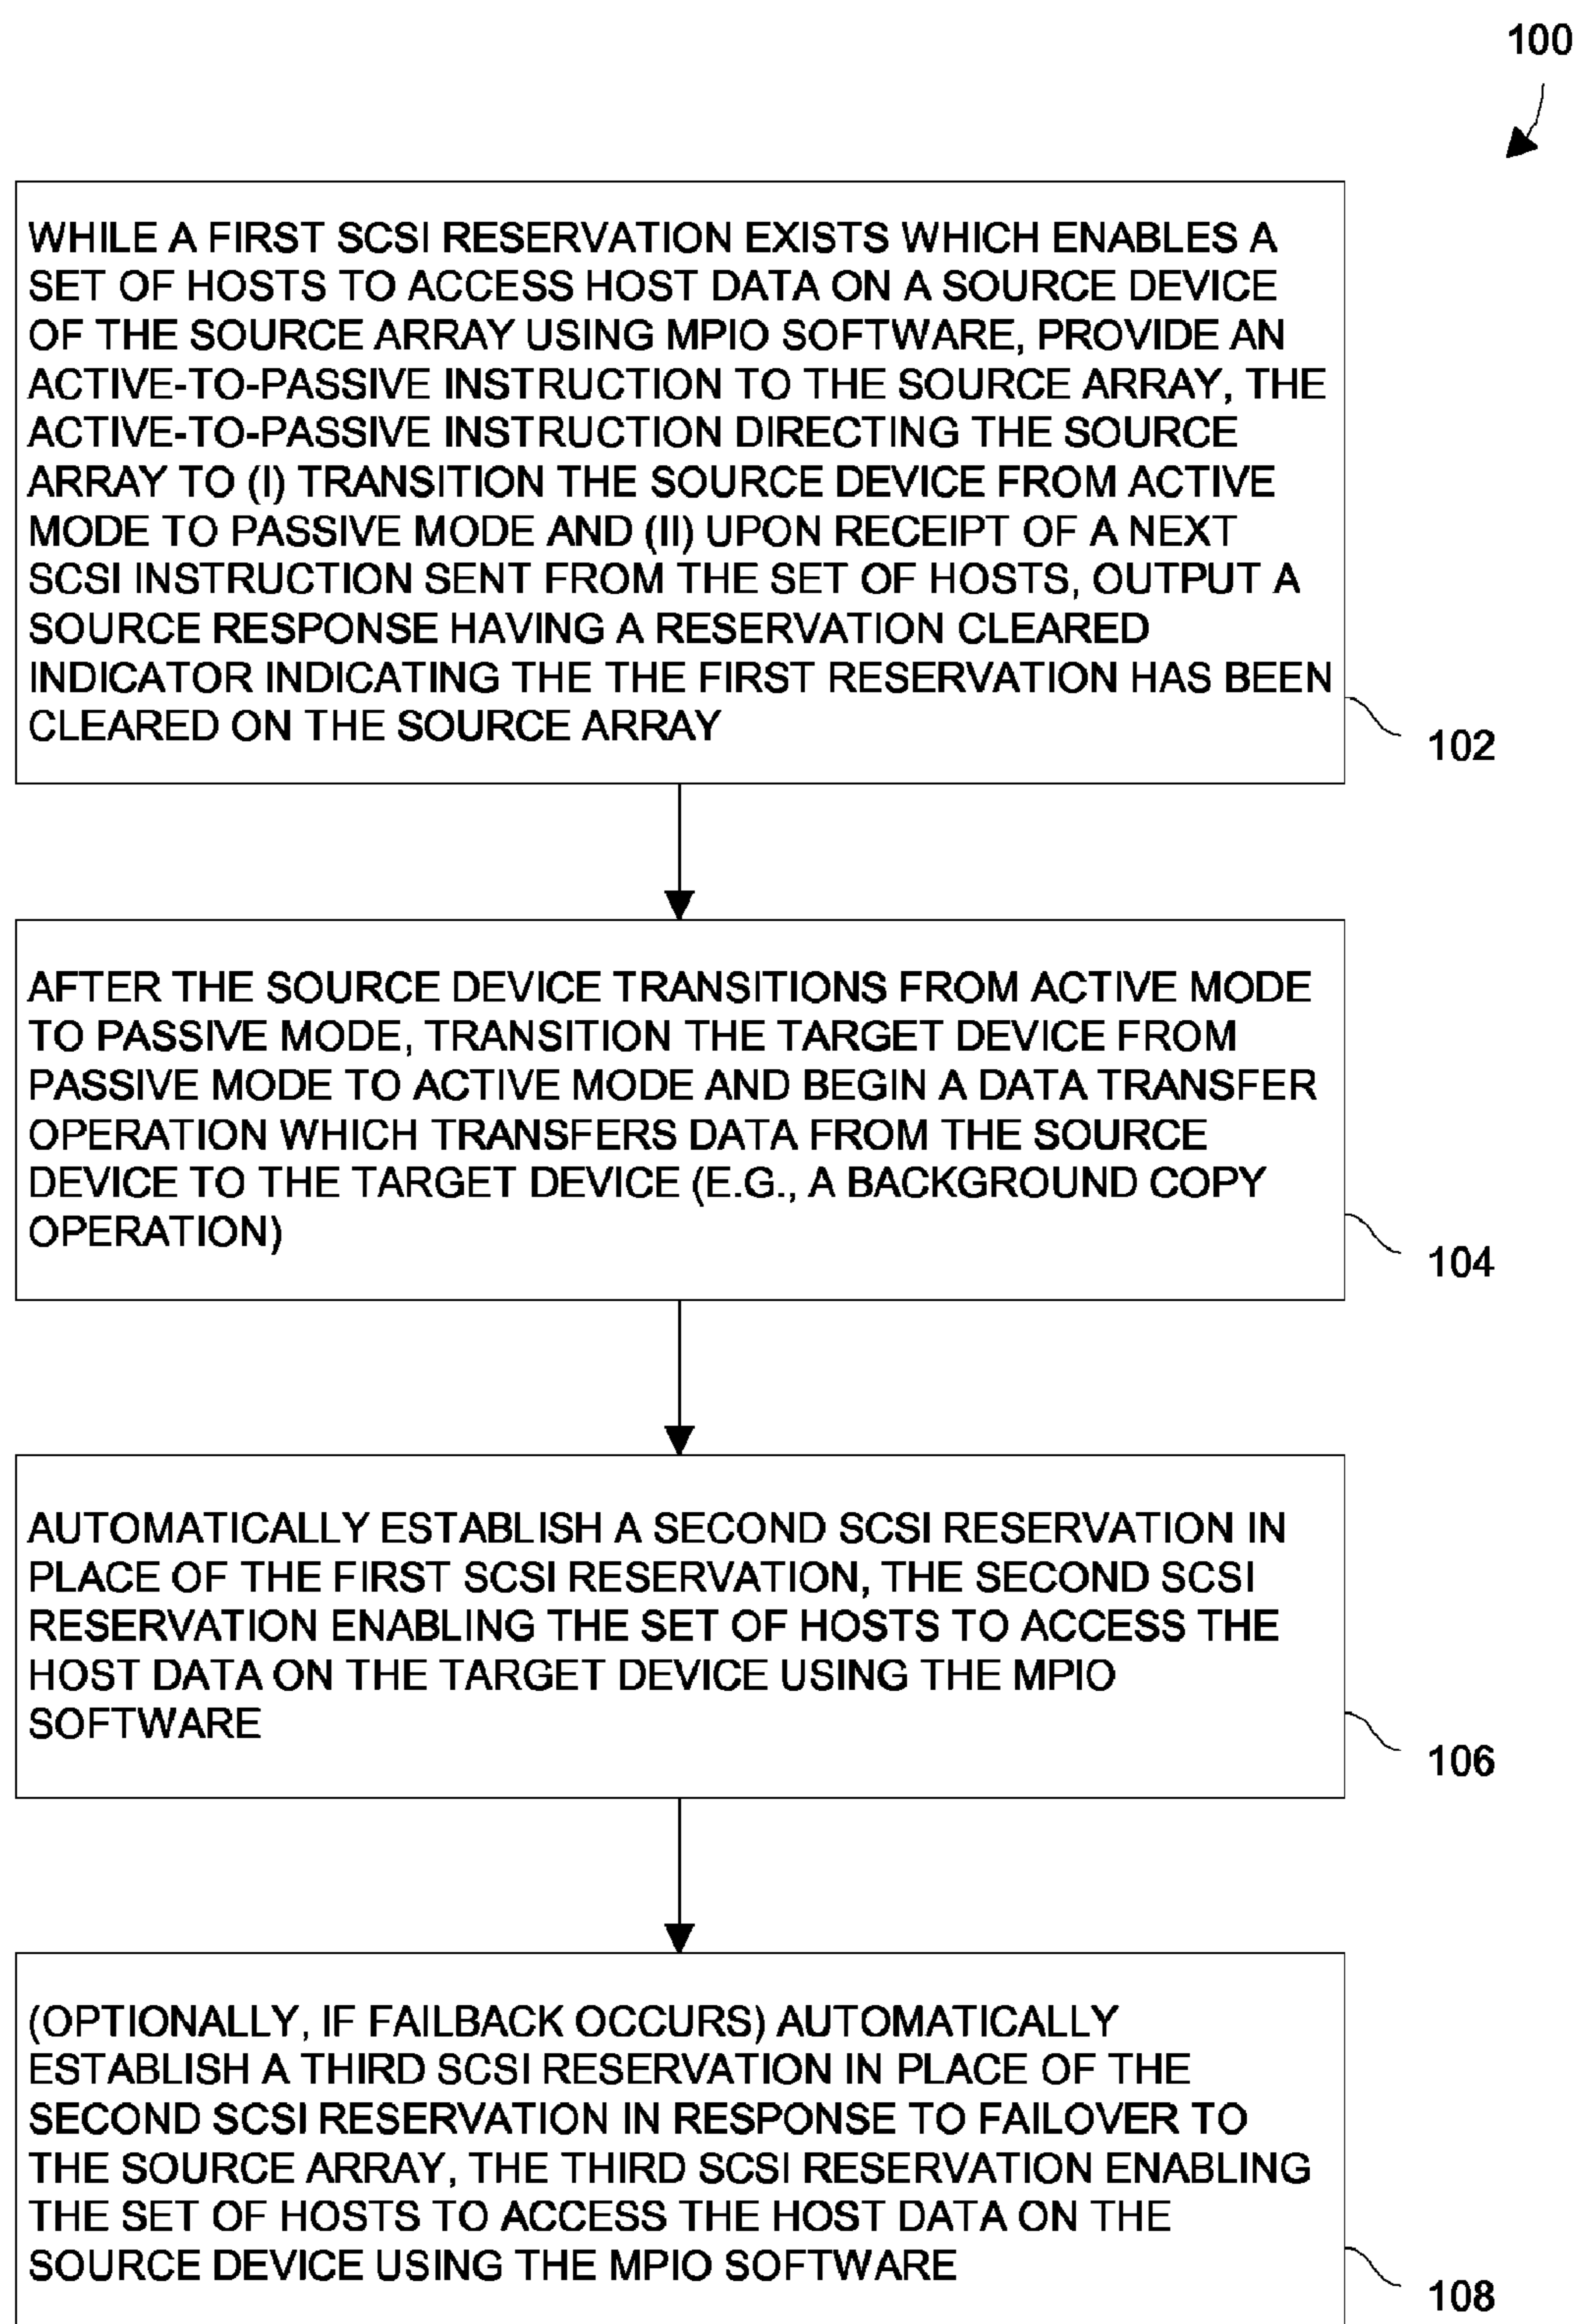 100
WHILE A FIRST SCSI RESERVATION EXISTS WHICH ENABLES A
SET OF HOSTS TO ACCESS HOST DATA ON A SOURCE DEVICE
OF THE SOURCE ARRAY USING MPIO SOFTWARE, PROVIDE AN
ACTIVE-TO-PASSIVE INSTRUCTION TO THE SOURCE ARRAY, THE
ACTIVE-TO-PASSIVE INSTRUCTION DIRECTING THE SOURCE
ARRAY TO (I) TRANSITION THE SOURCE DEVICE FROM ACTIVE
MODE TO PASSIVE MODE AND (II) UPON RECEIPT OF A NEXT
SCSI INSTRUCTION SENT FROM THE SET OF HOSTS, OUTPUT A
SOURCE RESPONSE HAVING A RESERVATION CLEARED
INDICATOR INDICATING THE THE FIRST RESERVATION HAS BEEN
CLEARED ON THE SOURCE ARRAY
102
AFTER THE SOURCE DEVICE TRANSITIONS FROM ACTIVE MODE
TO PASSIVE MODE, TRANSITION THE TARGET DEVICE FROM
PASSIVE MODE TO ACTIVE MODE AND BEGIN A DATA TRANSFER
OPERATION WHICH TRANSFERS DATA FROM THE SOURCE
DEVICE TO THE TARGET DEVICE (E.G., A BACKGROUND COPY
OPERATION)
104
AUTOMATICALLY ESTABLISH A SECOND SCSI RESERVATION IN
PLACE OF THE FIRST SCSI RESERVATION, THE SECOND SCSI
RESERVATION ENABLING THE SET OF HOSTS TO ACCESS THE
HOST DATA ON THE TARGET DEVICE USING THE MPIO
SOFTWARE
106
(OPTIONALLY, IF FAILBACK OCCURS) AUTOMATICALLY
ESTABLISH A THIRD SCSI RESERVATION IN PLACE OF THE
SECOND SCSI RESERVATION IN RESPONSE TO FAILOVER TO
THE SOURCE ARRAY, THE THIRD SCSI RESERVATION ENABLING
THE SET OF HOSTS TO ACCESS THE HOST DATA ON THE
SOURCE DEVICE USING THE MPIO SOFTWARE
108